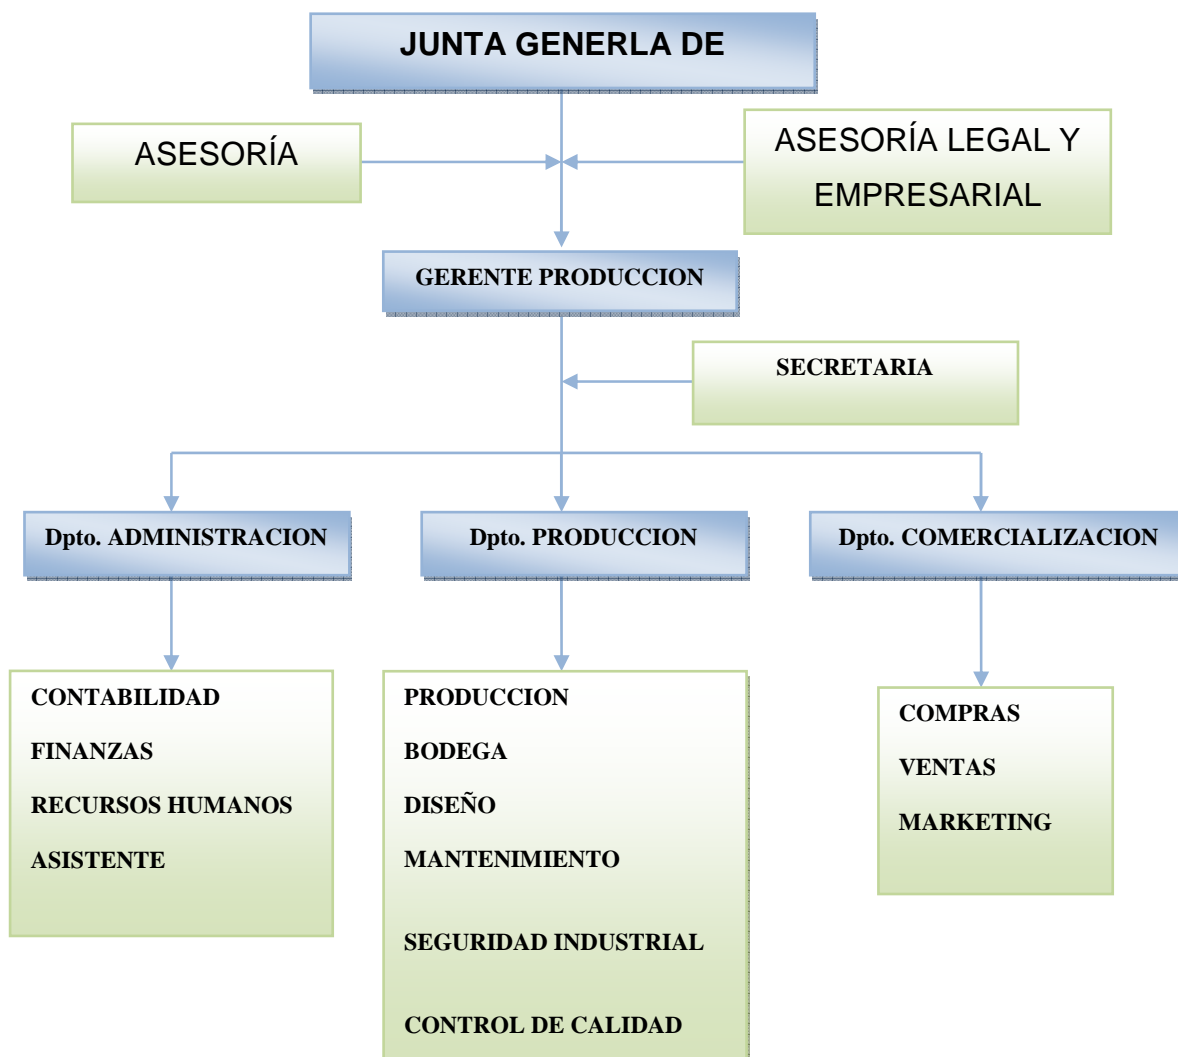 JUNTA GENERLA DE
ASESORÍA
ASESORÍA LEGAL Y
EMPRESARIAL
GERENTE PRODUCCION
SECRETARIA
Dpto. ADMINISTRACION
Dpto. PRODUCCION
Dpto. COMERCIALIZACION
CONTABILIDAD
FINANZAS
RECURSOS HUMANOS
ASISTENTE
PRODUCCION
BODEGA
DISEÑO
MANTENIMIENTO
SEGURIDAD INDUSTRIAL
CONTROL DE CALIDAD
COMPRAS
VENTAS
MARKETING